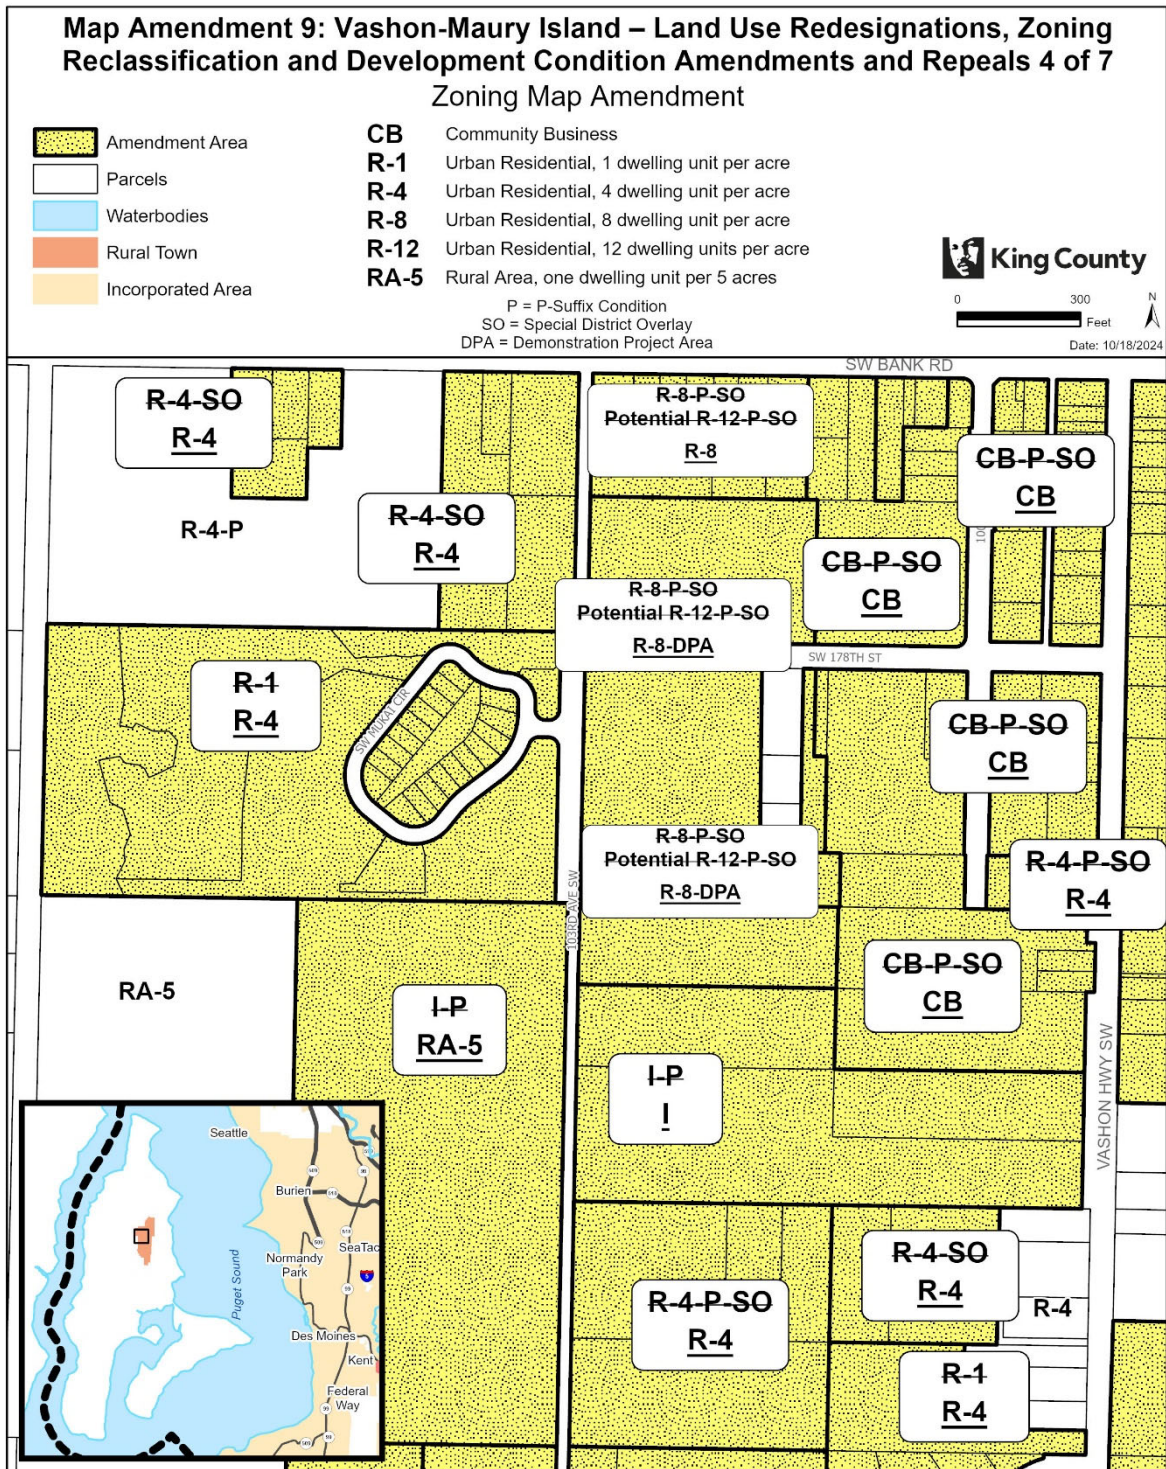 Map Amendment 9: Vashon-Maury Island – Land Use Redesignations, Zoning
Reclassification and Development Condition Amendments and Repeals 4 of 7
Zoning Map Amendment
Amendment Area
Parcels
Waterbodies
Rural Town
Incorporated Area
CB Community Business
R-1 Urban Residential, 1 dwelling unit per acre
R-4 Urban Residential, 4 dwelling unit per acre
R-8 Urban Residential, 8 dwelling unit per acre
R-12 Urban Residential, 12 dwelling units per acre
RA-5 Rural Area, one dwelling unit per 5 acres
P = P-Suffix Condition
SO = Special District Overlay
DPA = Demonstration Project Area
King County
0 300
Feet
N
Date: 10/18/2024
SW BANK RD
R-4-SO
R-4
R-8-P-SO
Potential R-12-P-SO
R-8
CB-P-SO
CB
R-4-P
R-4-SO
R-4
CB-P-SO
CB
R-8-P-SO
Potential R-12-P-SO
R-8-DPA
SW 178TH ST
R-1
R-4
SW MUKAI CIR
CB-P-SO
CB
R-8-P-SO
Potential R-12-P-SO
R-8-DPA
R-4-P-SO
R-4
103RD AVE SW
CB-P-SO
CB
RA-5
I-P
RA-5
I-P
I
VASHON HWY SW
R-4-SO
R-4
R-4
R-4-P-SO
R-4
R-1
R-4
Seattle
Burien
Normandy
Park
SeaTac
Puget Sound
Des Moines
Kent
Federal
Way
509
518
99
5
99
509